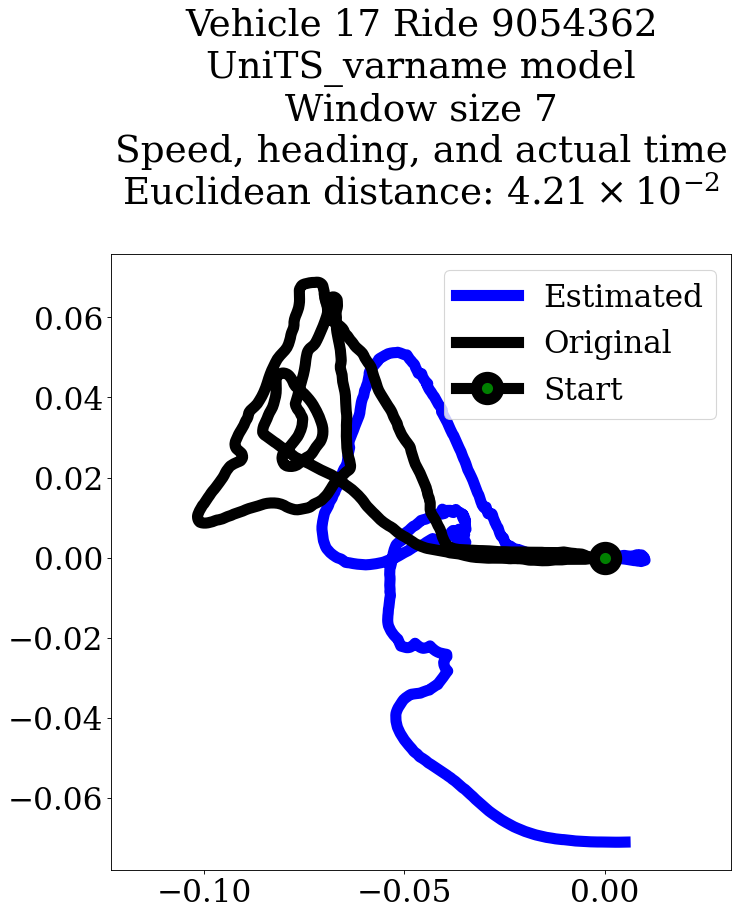 Vehicle 17 Ride 9054362
UniTS_varname model
Window size 7
Speed, heading, and actual time
Euclidean distance: 4.21 × 10⁻²
Estimated
Original
Start
0.06
0.04
0.02
0.00
−0.02
−0.04
−0.06
−0.10 −0.05 0.00